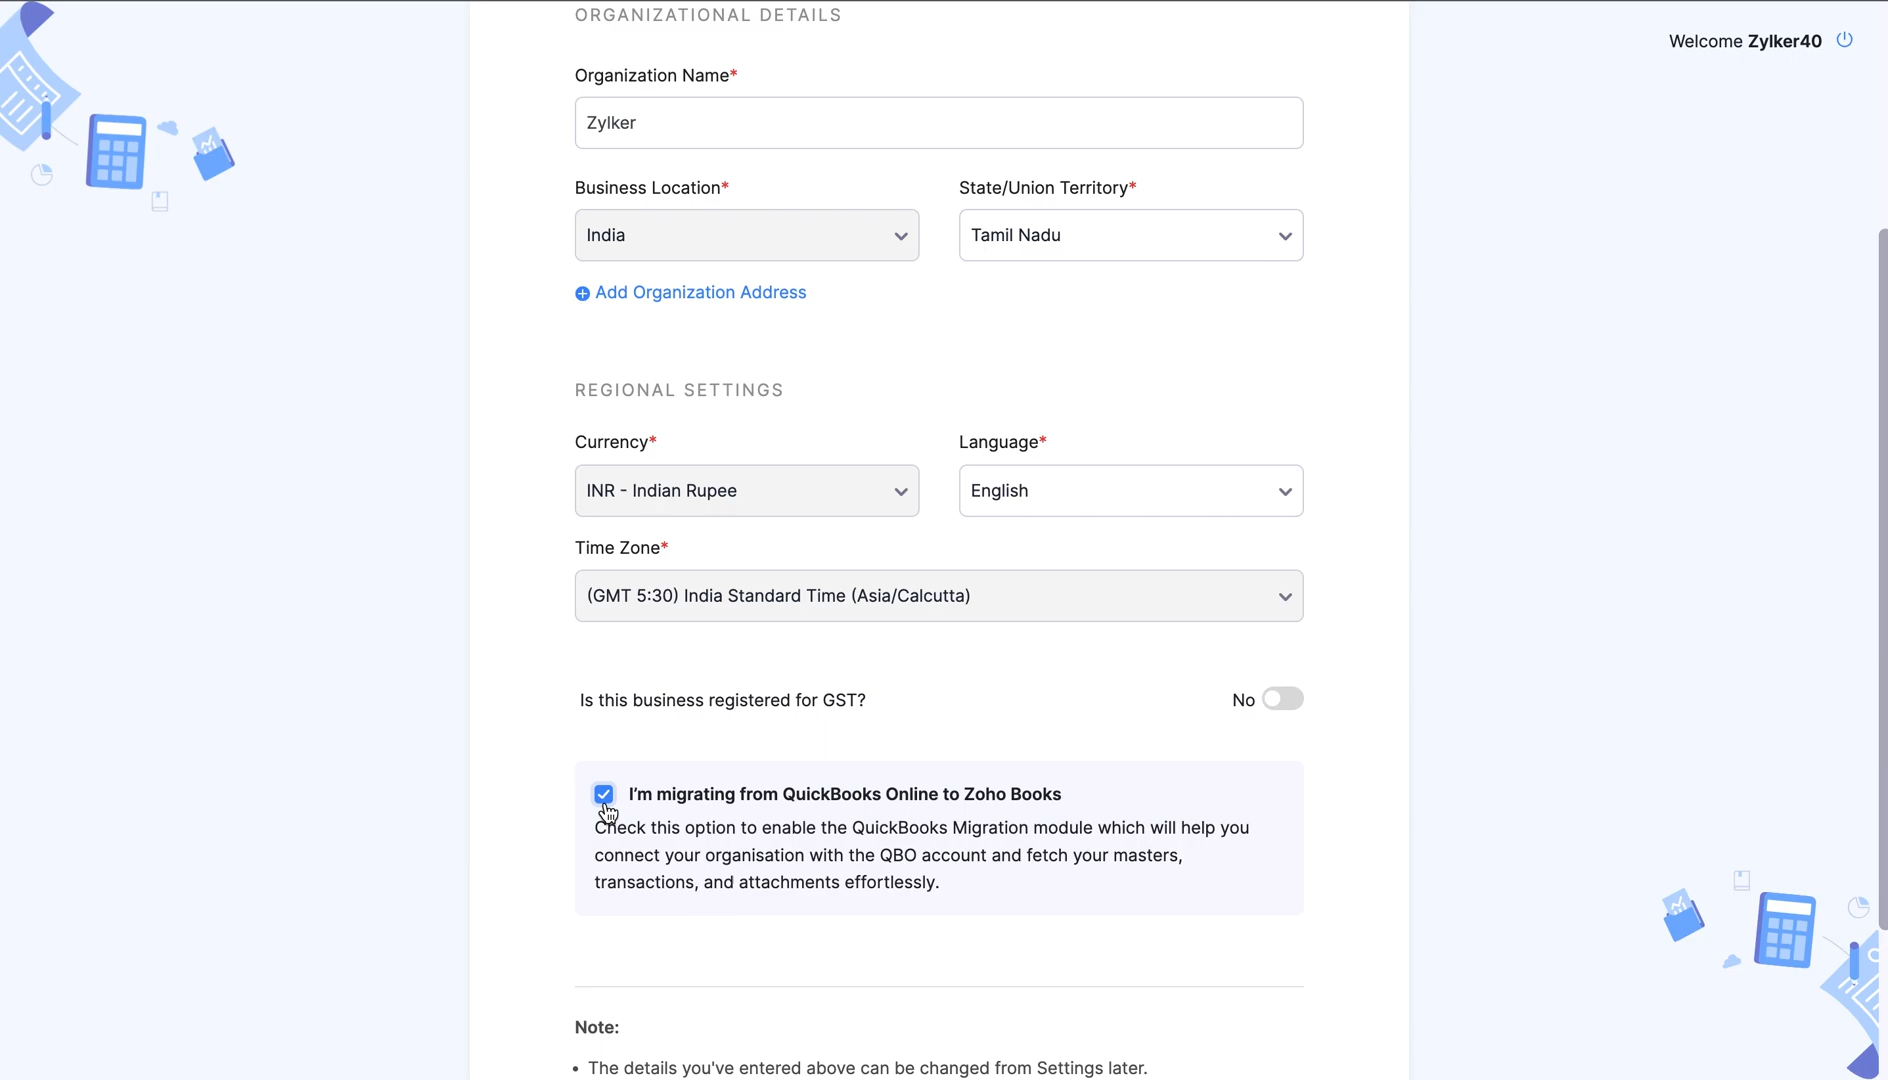 ORGANIZATIONAL DETAILS
Welcome Zylker40
Organization Name*
Zylker
Business Location*
State/Union Territory*
India
Tamil Nadu
Add Organization Address
REGIONAL SETTINGS
Currency*
Language*
INR - Indian Rupee
English
Time Zone*
(GMT 5:30) India Standard Time (Asia/Calcutta)
Is this business registered for GST?
No
I'm migrating from QuickBooks Online to Zoho Books
Check this option to enable the QuickBooks Migration module which will help you
connect your organisation with the QBO account and fetch your masters,
transactions, and attachments effortlessly.
Note:
• The details you've entered above can be changed from Settings later.